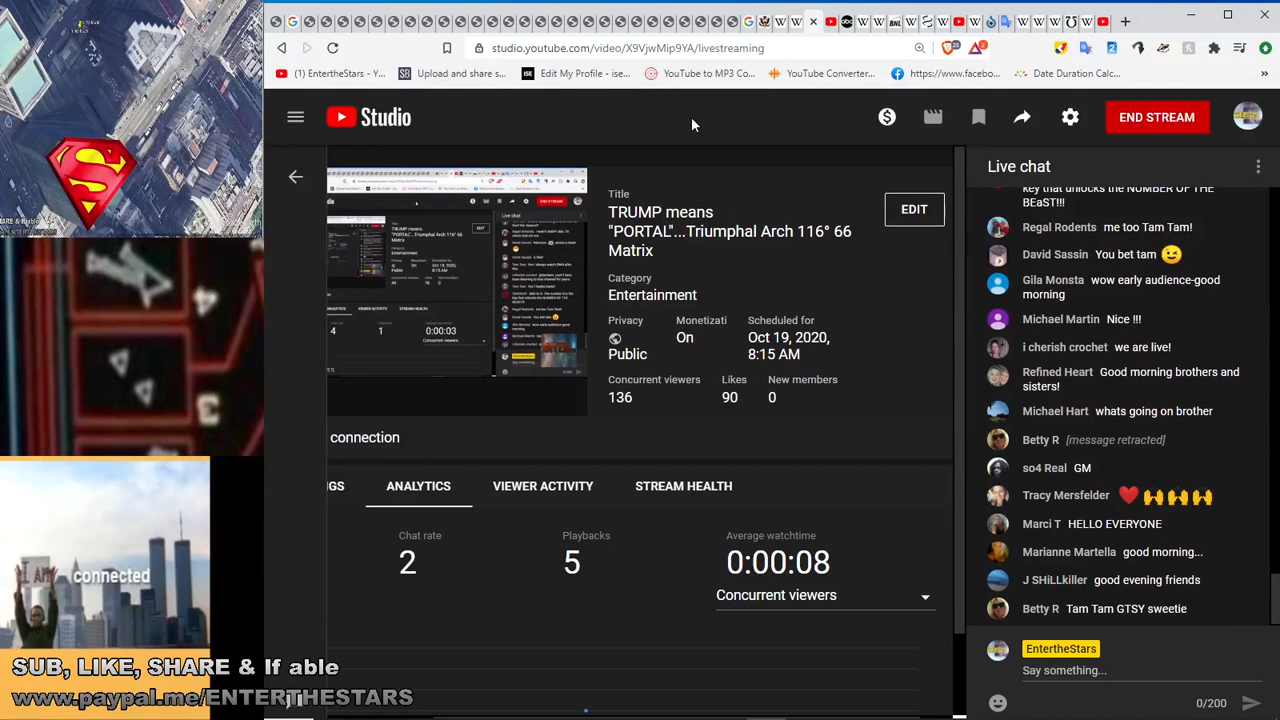 studio.youtube.com/video/X9VjwMip9YA/livestreaming
23
2
(1) EntertheStars - Y...
Upload and share s...
Edit My Profile - ise...
YouTube to MP3 Co...
YouTube Converter...
https://www.facebo...
Date Duration Calc...
Studio
END STREAM
Title
TRUMP means
"PORTAL"...Triumphal Arch 116° 66
Matrix
EDIT
Category
Entertainment
Privacy
Public
Monetizati
On
Scheduled for
Oct 19, 2020,
8:15 AM
Concurrent viewers
136
Likes
90
New members
0
connection
GS
ANALYTICS
VIEWER ACTIVITY
STREAM HEALTH
Chat rate
2
Playbacks
5
Average watchtime
0:00:08
Concurrent viewers
Live chat
key that unlocks the NUMBER OF THE
BEaST!!!
Regal Rodents me too Tam Tam!
David Sassin You bet tam 😉
Gila Monsta wow early audience-good
morning
Michael Martin Nice !!!
i cherish crochet we are live!
Refined Heart Good morning brothers and
sisters!
Michael Hart whats going on brother
Betty R [message retracted]
so4 Real GM
Tracy Mersfelder ❤️🙌🙌🙌
Marci T HELLO EVERYONE
Marianne Martella good morning...
J SHiLLkiller good evening friends
Betty R Tam Tam GTSY sweetie
EntertheStars
Say something...
0/200
I AM
connected
SUB, LIKE, SHARE & If able
www.paypal.me/ENTERTHESTARS